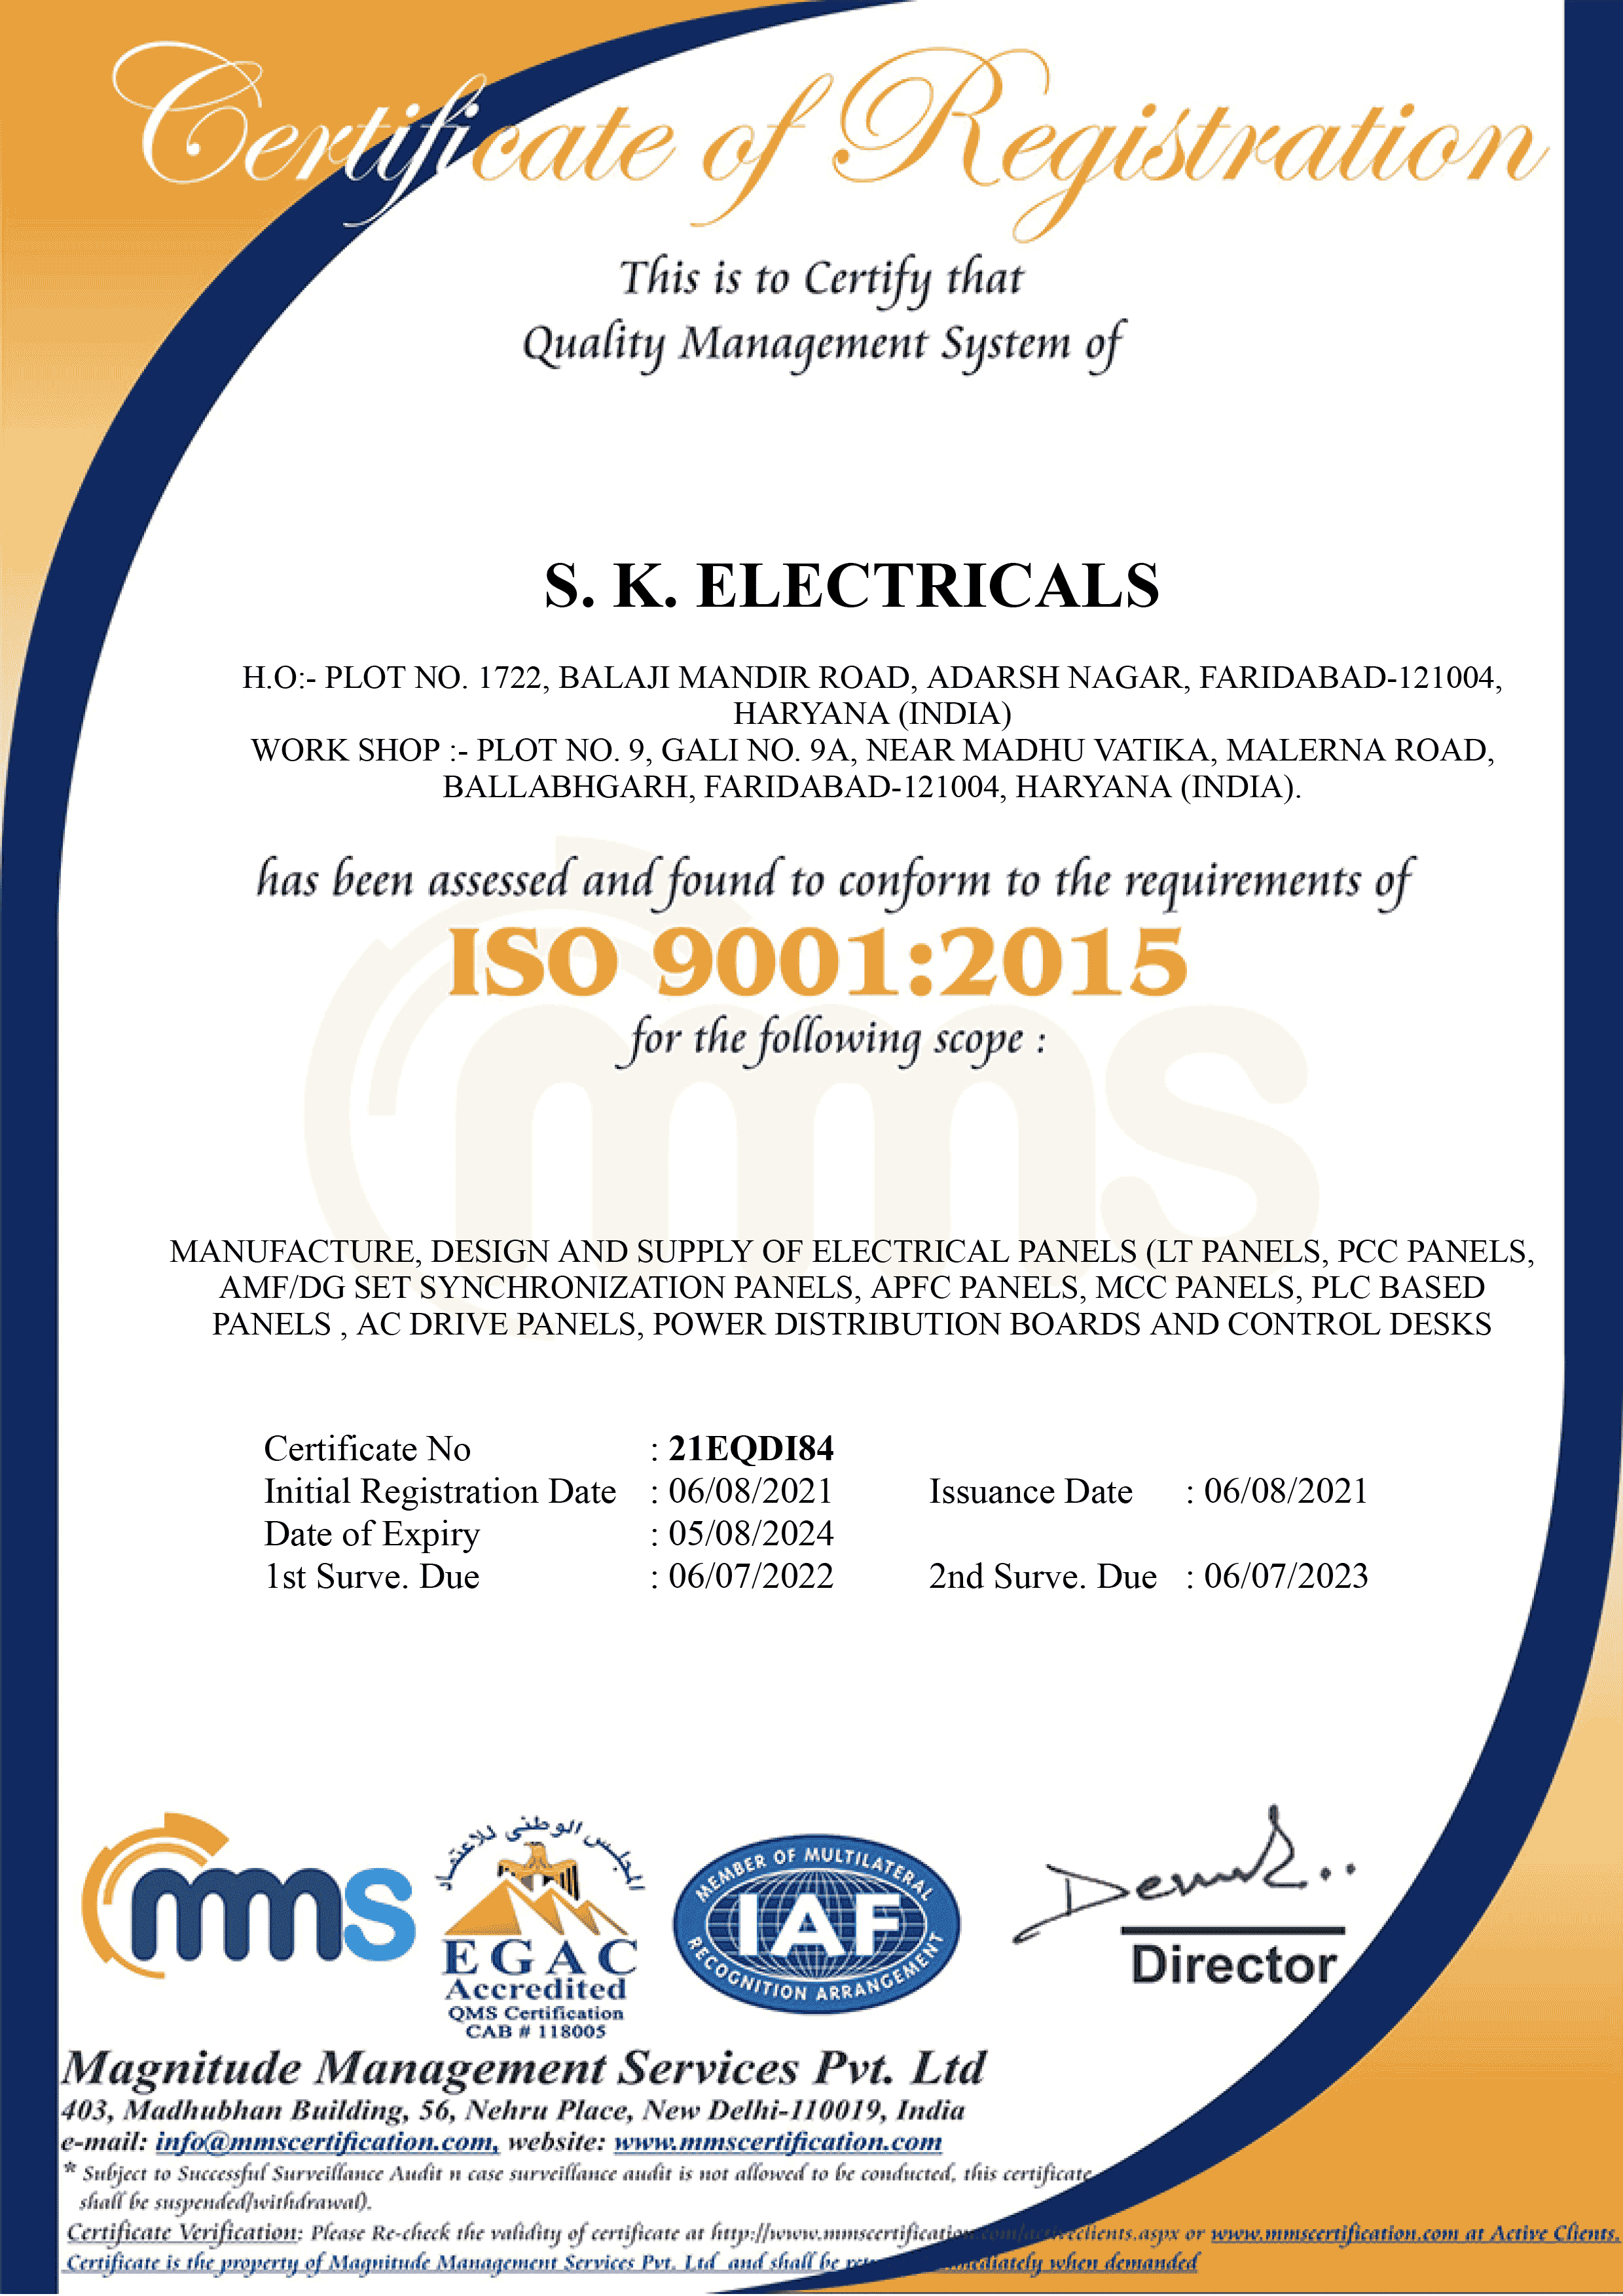 Certificate of Registration
This is to Certify that
Quality Management System of
S. K. ELECTRICALS
H.O:- PLOT NO. 1722, BALAJI MANDIR ROAD, ADARSH NAGAR, FARIDABAD-121004,
HARYANA (INDIA)
WORK SHOP :- PLOT NO. 9, GALI NO. 9A, NEAR MADHU VATIKA, MALERNA ROAD,
BALLABHGARH, FARIDABAD-121004, HARYANA (INDIA).
has been assessed and found to conform to the requirements of
ISO 9001:2015
for the following scope :
mms
MANUFACTURE, DESIGN AND SUPPLY OF ELECTRICAL PANELS (LT PANELS, PCC PANELS,
AMF/DG SET SYNCHRONIZATION PANELS, APFC PANELS, MCC PANELS, PLC BASED
PANELS , AC DRIVE PANELS, POWER DISTRIBUTION BOARDS AND CONTROL DESKS
Certificate No : 21EQDI84
Initial Registration Date : 06/08/2021 Issuance Date : 06/08/2021
Date of Expiry : 05/08/2024
1st Surve. Due : 06/07/2022 2nd Surve. Due : 06/07/2023
mms
المجلس الوطنى للاعتماد
EGAC
Accredited
QMS Certification
CAB # 118005
MEMBER OF MULTILATERAL
IAF
RECOGNITION ARRANGEMENT
Director
Magnitude Management Services Pvt. Ltd
403, Madhubhan Building, 56, Nehru Place, New Delhi-110019, India
e-mail: info@mmscertification.com, website: www.mmscertification.com
* Subject to Successful Surveillance Audit n case surveillance audit is not allowed to be conducted, this certificate
shall be suspended/withdrawal).
Certificate Verification: Please Re-check the validity of certificate at http://www.mmscertification.com/activeclients.aspx or www.mmscertification.com at Active Clients.
Certificate is the property of Magnitude Management Services Pvt. Ltd and shall be immediately when demanded